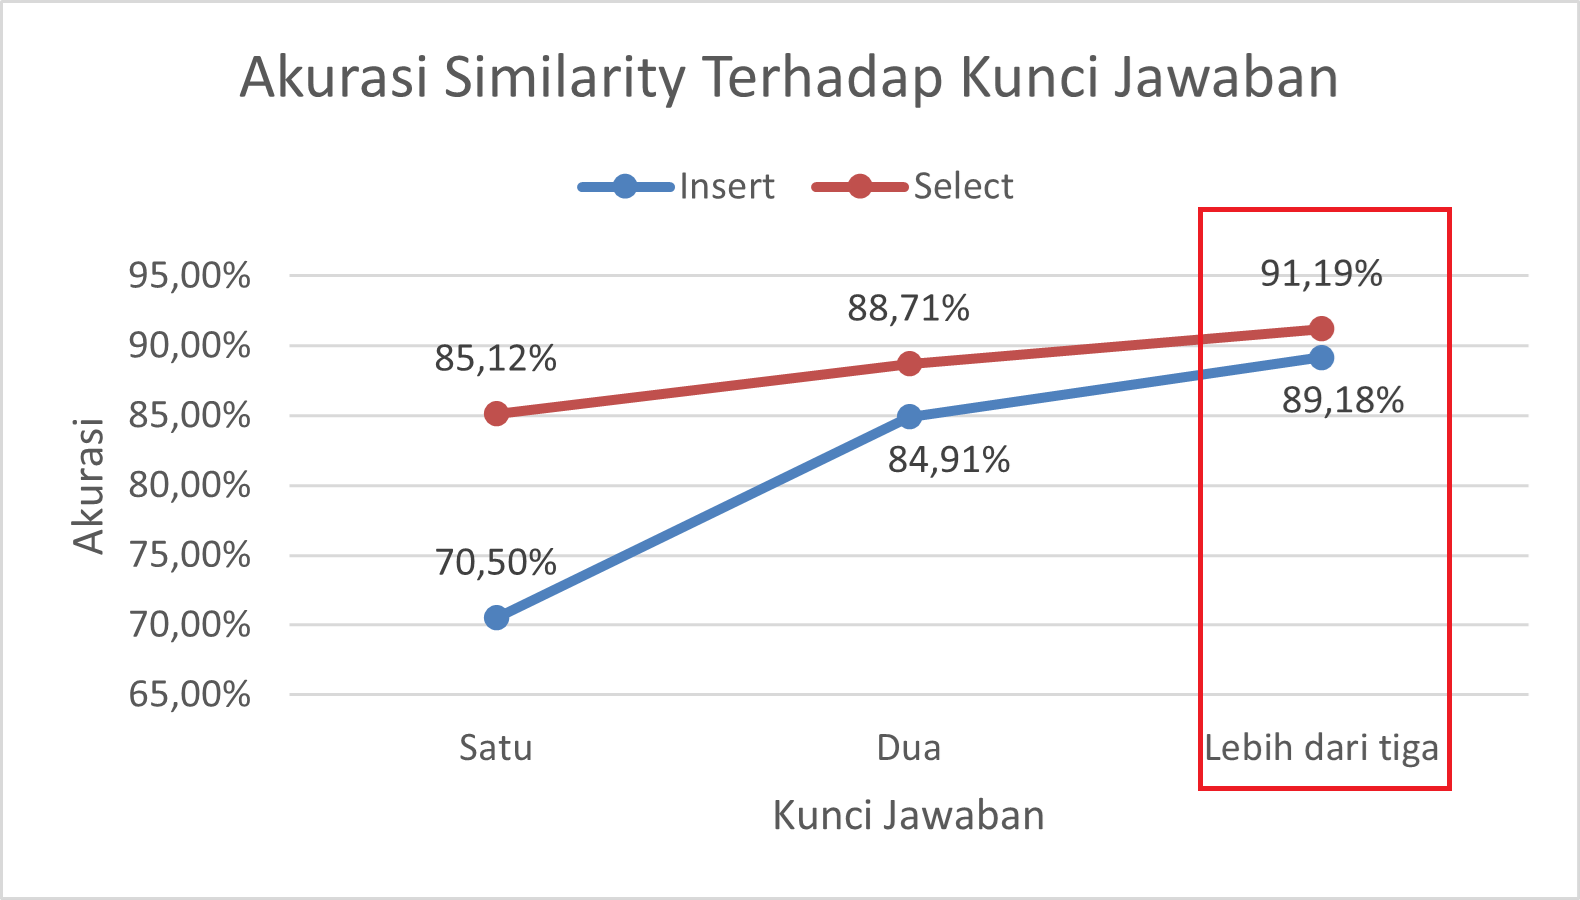 Akurasi Similarity Terhadap Kunci Jawaban
Insert Select
95,00%
90,00%
85,00%
80,00%
75,00%
70,00%
65,00%
Akurasi
85,12%
88,71%
91,19%
70,50%
84,91%
89,18%
Satu Dua Lebih dari tiga
Kunci Jawaban